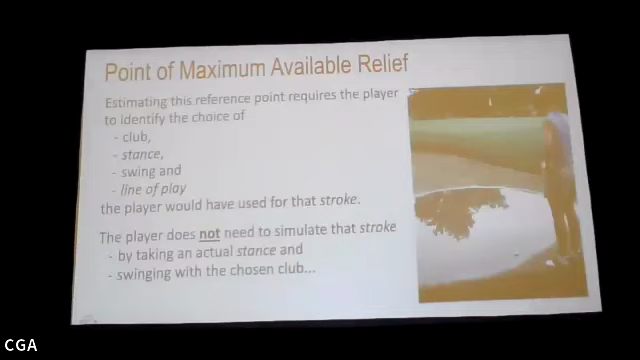 Point of Maximum Available Relief
Estimating this reference point requires the player
to identify the choice of
- club,
- stance,
- swing and
- line of play
the player would have used for that stroke.
The player does not need to simulate that stroke
- by taking an actual stance and
- swinging with the chosen club...
CGA